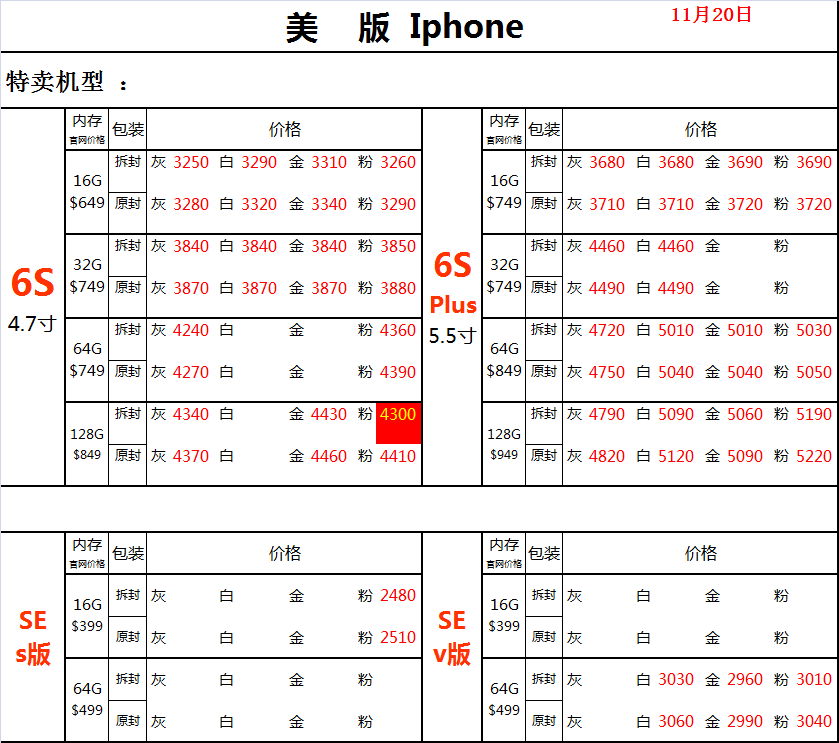 美 版 Iphone 11月20日
特卖机型 ：
内存 官网价格 包装 价格 内存 官网价格 包装 价格
6S 4.7寸
16G $649
拆封 灰 3250 白 3290 金 3310 粉 3260
原封 灰 3280 白 3320 金 3340 粉 3290
32G $749
拆封 灰 3840 白 3840 金 3840 粉 3850
原封 灰 3870 白 3870 金 3870 粉 3880
64G $749
拆封 灰 4240 白 金 粉 4360
原封 灰 4270 白 金 粉 4390
128G $849
拆封 灰 4340 白 金 4430 粉 4300
原封 灰 4370 白 金 4460 粉 4410
6S Plus 5.5寸
16G $749
拆封 灰 3680 白 3680 金 3690 粉 3690
原封 灰 3710 白 3710 金 3720 粉 3720
32G $749
拆封 灰 4460 白 4460 金 粉
原封 灰 4490 白 4490 金 粉
64G $849
拆封 灰 4720 白 5010 金 5010 粉 5030
原封 灰 4750 白 5040 金 5040 粉 5050
128G $949
拆封 灰 4790 白 5090 金 5060 粉 5190
原封 灰 4820 白 5120 金 5090 粉 5220
内存 官网价格 包装 价格 内存 官网价格 包装 价格
SE s版
16G $399
拆封 灰 白 金 粉 2480
原封 灰 白 金 粉 2510
64G $499
拆封 灰 白 金 粉
原封 灰 白 金 粉
SE v版
16G $399
拆封 灰 白 金 粉
原封 灰 白 金 粉
64G $499
拆封 灰 白 3030 金 2960 粉 3010
原封 灰 白 3060 金 2990 粉 3040